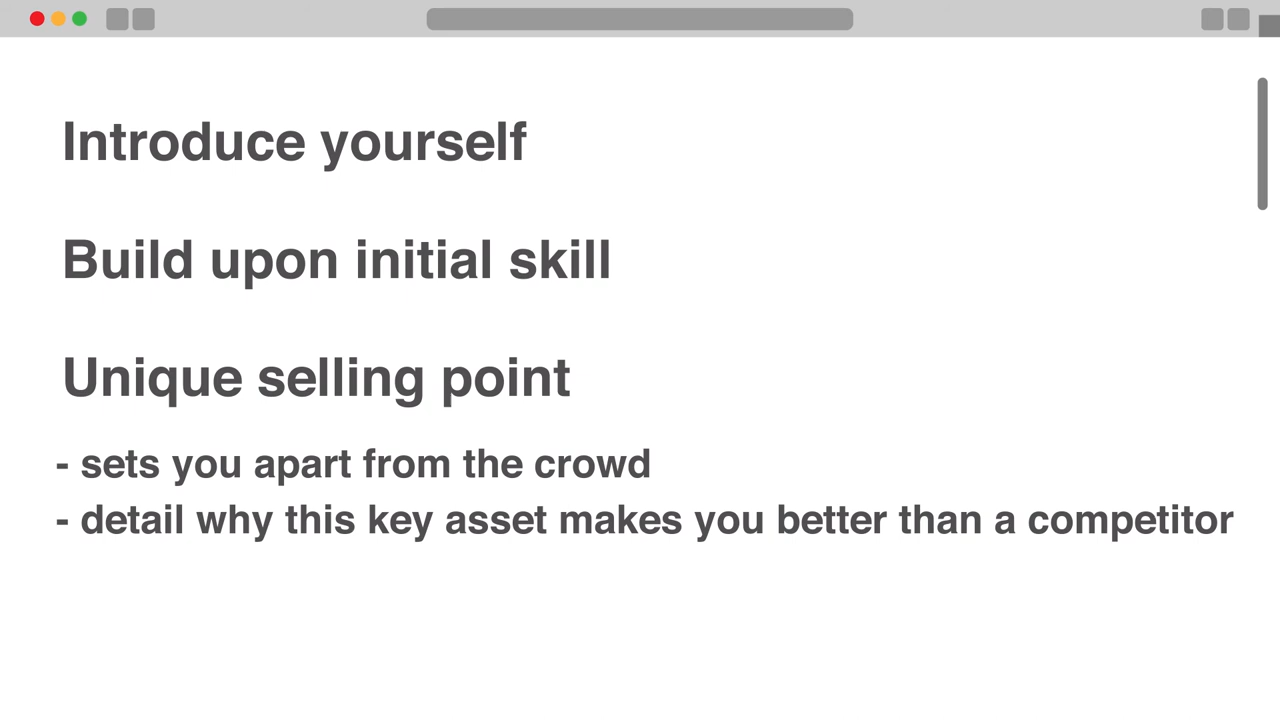 Introduce yourself
Build upon initial skill
Unique selling point
- sets you apart from the crowd
- detail why this key asset makes you better than a competitor